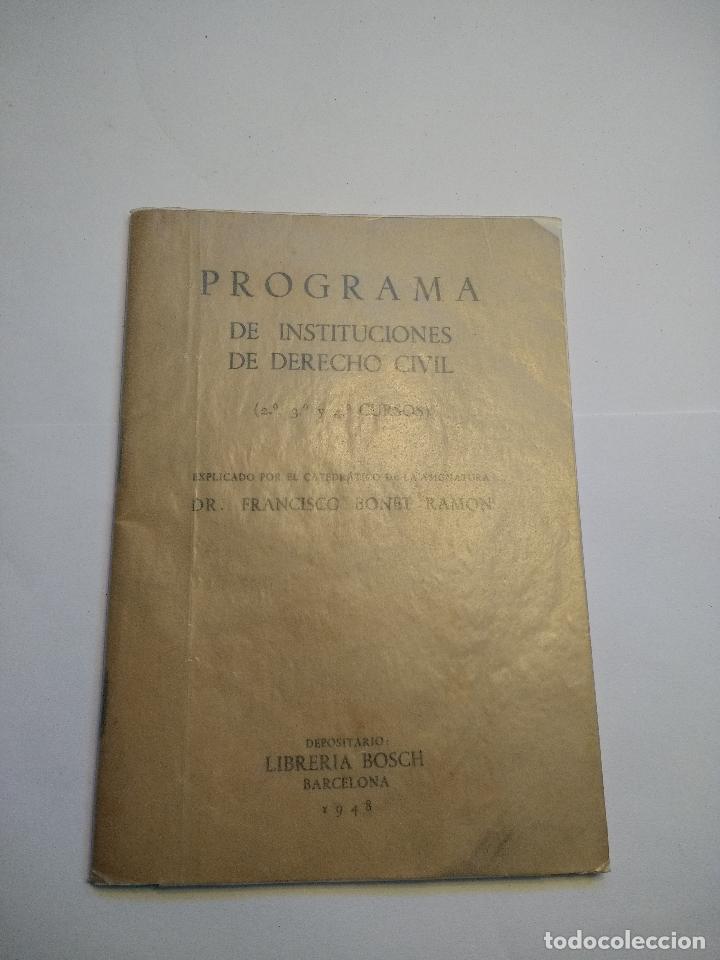 PROGRAMA
DE INSTITUCIONES
DE DERECHO CIVIL
(2.º 3.º y 4.º CURSOS)
EXPLICADO POR EL CATEDRÁTICO DE LA ASIGNATURA
DR. FRANCISCO BONET RAMON
DEPOSITARIO:
LIBRERIA BOSCH
BARCELONA
1948
todocoleccion.net